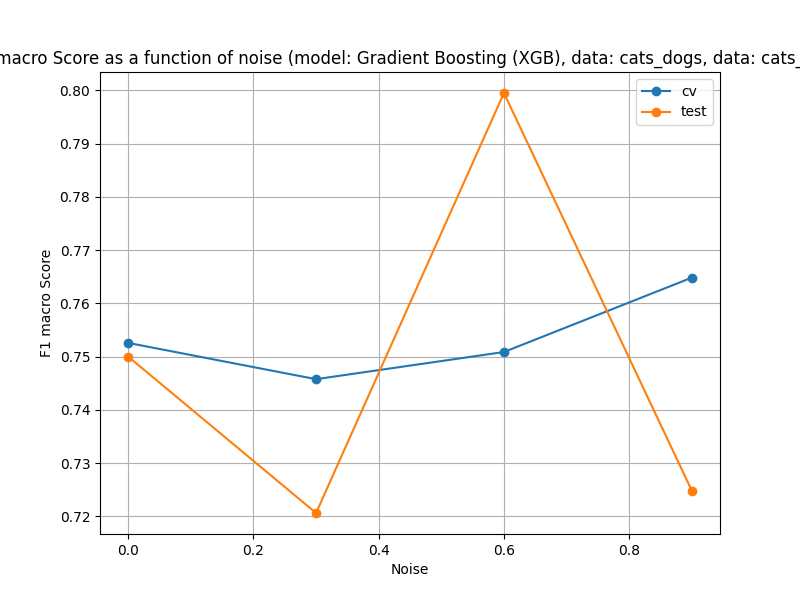 macro Score as a function of noise (model: Gradient Boosting (XGB), data: cats_dogs, data: cats_
cv
test
0.80
0.79
0.78
0.77
0.76
0.75
0.74
0.73
0.72
F1 macro Score
0.0 0.2 0.4 0.6 0.8
Noise